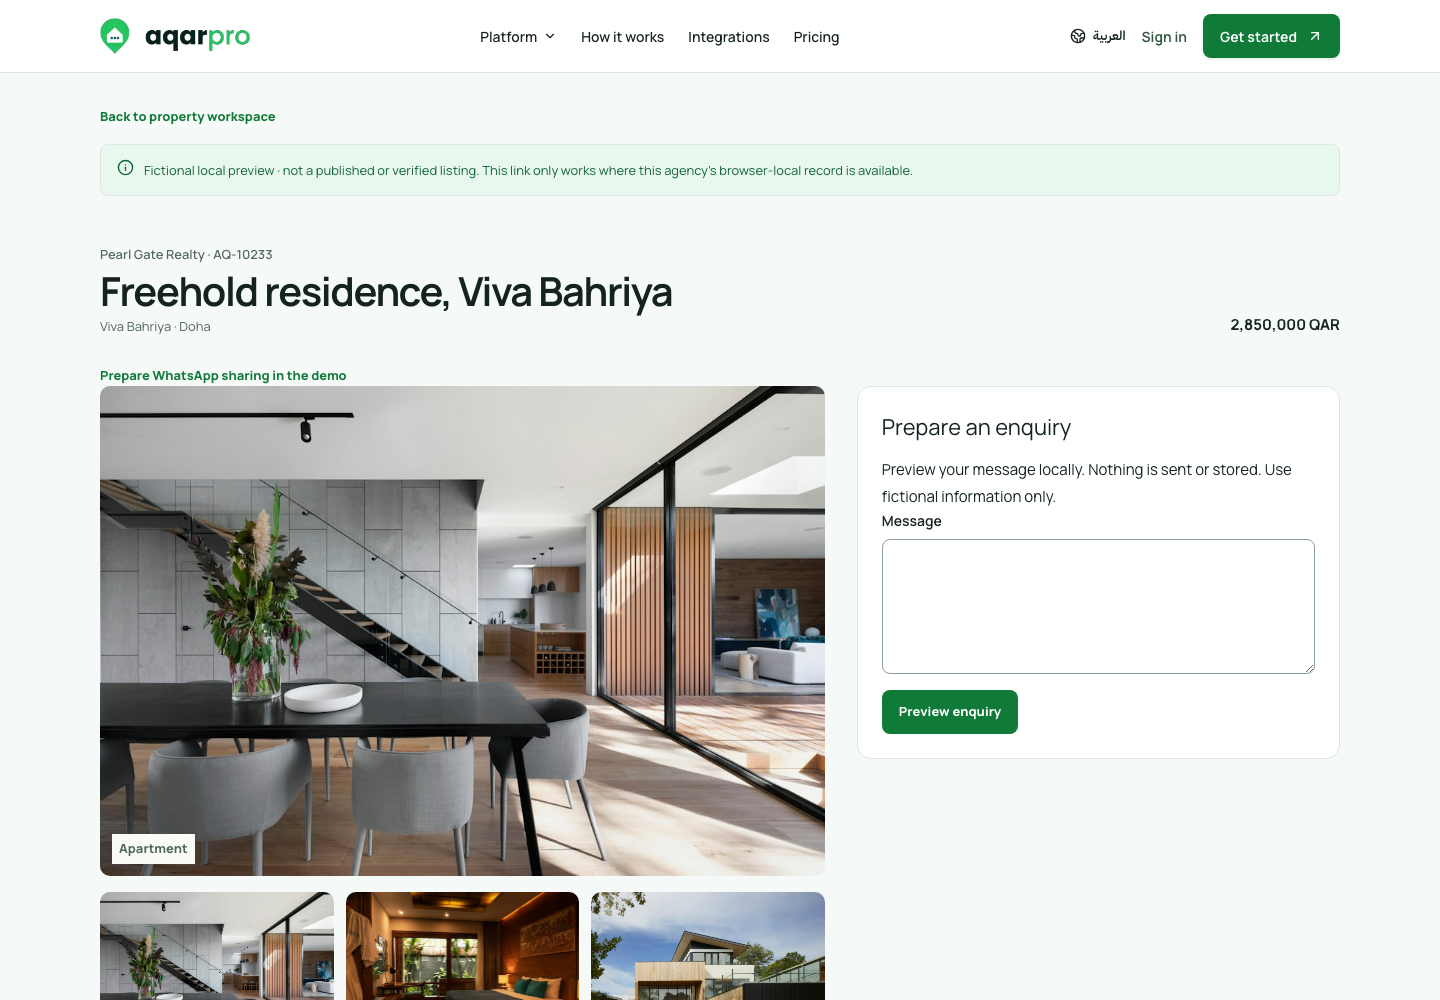 aqarpro
Platform
How it works
Integrations
Pricing
العربية
Sign in
Get started
Back to property workspace
Fictional local preview · not a published or verified listing. This link only works where this agency's browser-local record is available.
Pearl Gate Realty · AQ-10233
Freehold residence, Viva Bahriya
Viva Bahriya · Doha
2,850,000 QAR
Prepare WhatsApp sharing in the demo
Apartment
Prepare an enquiry
Preview your message locally. Nothing is sent or stored. Use
fictional information only.
Message
Preview enquiry